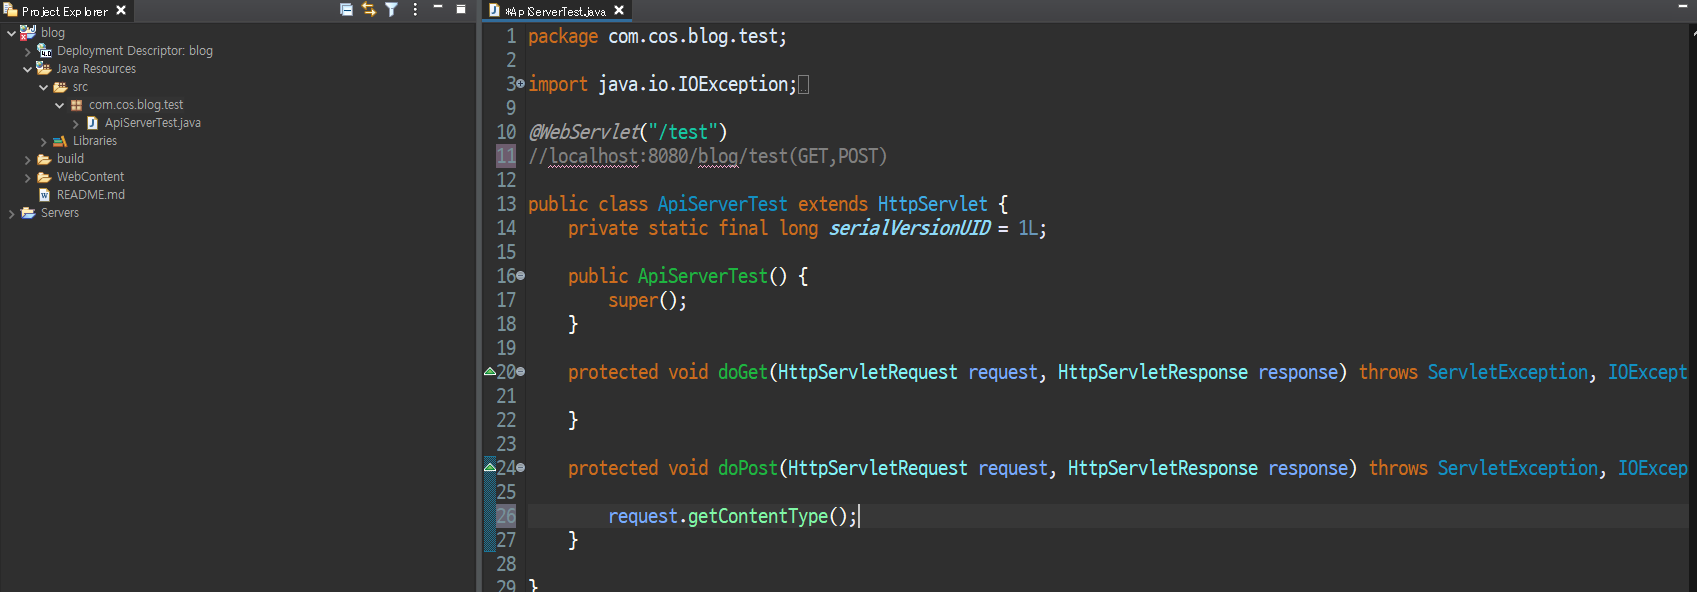 Project Explorer
blog
Deployment Descriptor: blog
Java Resources
src
com.cos.blog.test
ApiServerTest.java
Libraries
build
WebContent
README.md
Servers
*ApiServerTest.java
1 package com.cos.blog.test;
2
3 import java.io.IOException;
9
10 @WebServlet("/test")
11 //localhost:8080/blog/test(GET,POST)
12
13 public class ApiServerTest extends HttpServlet {
14 private static final long serialVersionUID = 1L;
15
16 public ApiServerTest() {
17 super();
18 }
19
20 protected void doGet(HttpServletRequest request, HttpServletResponse response) throws ServletException, IOExcept
21
22 }
23
24 protected void doPost(HttpServletRequest request, HttpServletResponse response) throws ServletException, IOExcep
25
26 request.getContentType();
27 }
28
29 }